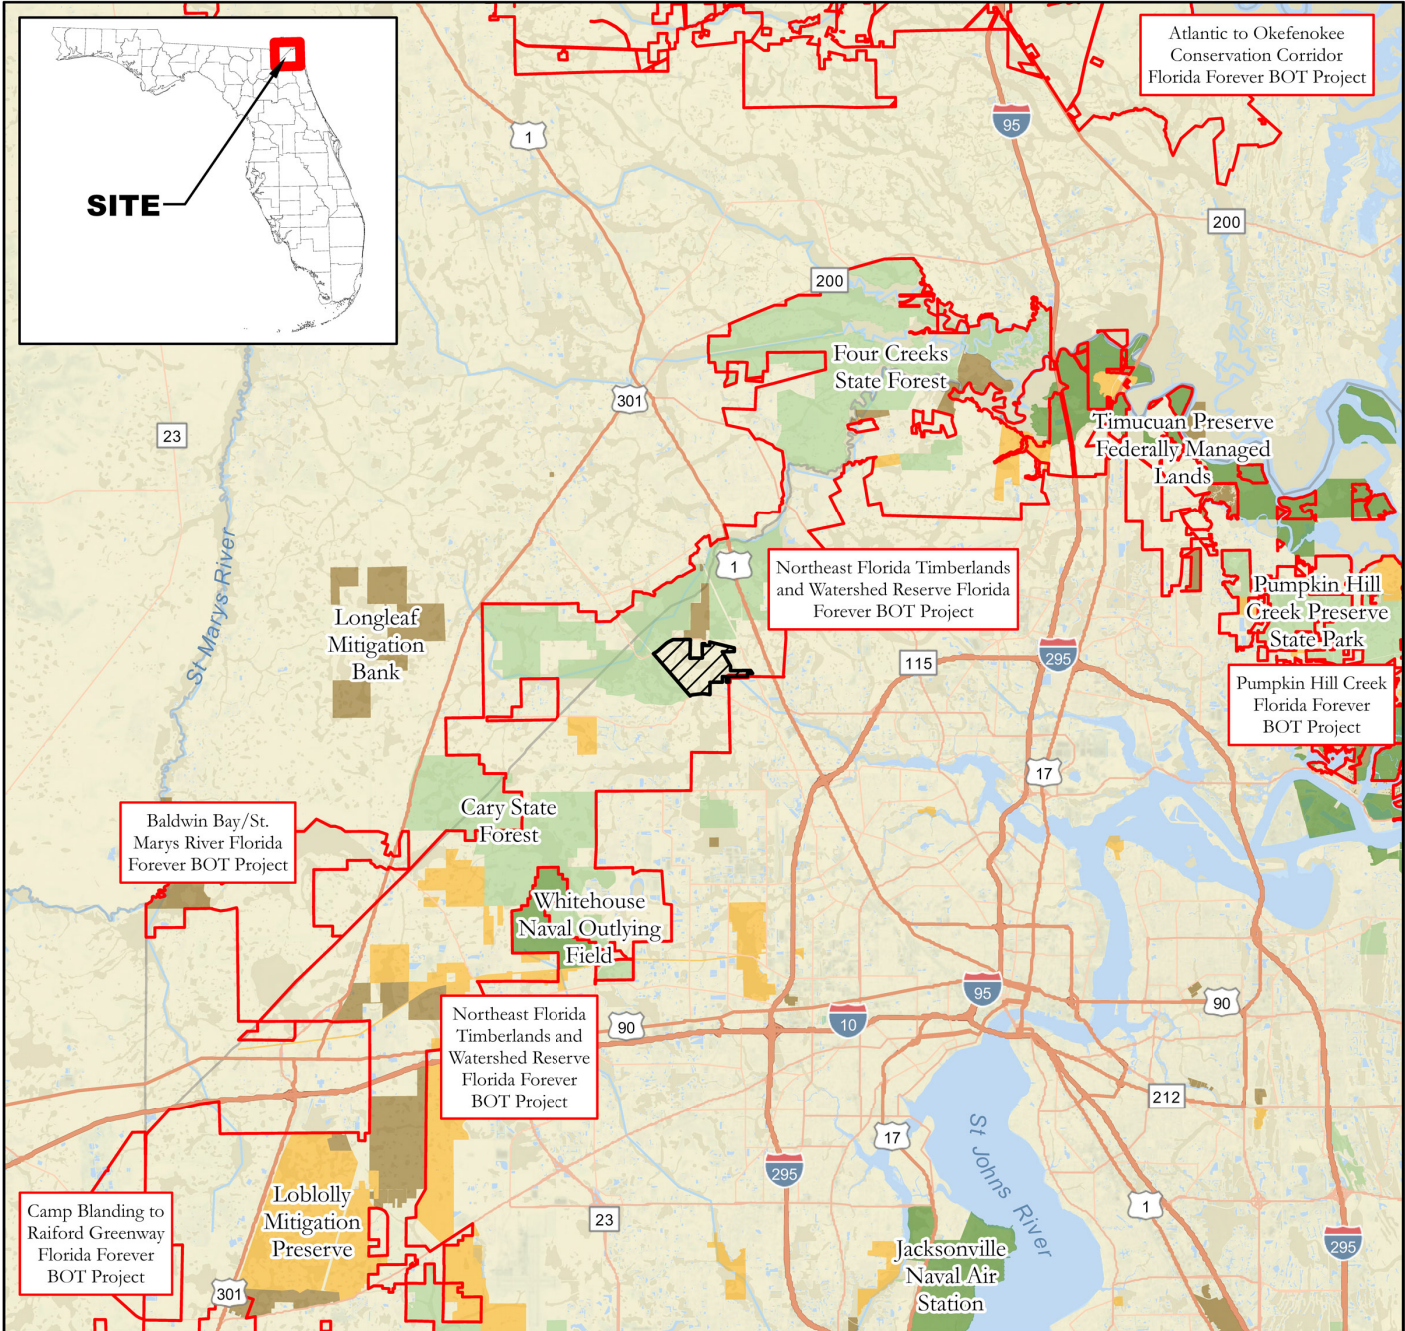 SITE
Atlantic to Okefenokee
Conservation Corridor
Florida Forever BOT Project
1
95
200
200
Four Creeks
State Forest
301
23
Timucuan Preserve
Federally Managed
Lands
St Marys River
1
Northeast Florida Timberlands
and Watershed Reserve Florida
Forever BOT Project
Pumpkin Hill
Creek Preserve
State Park
Longleaf
Mitigation
Bank
115
295
Pumpkin Hill Creek
Florida Forever
BOT Project
17
Cary State
Forest
Baldwin Bay/St.
Marys River Florida
Forever BOT Project
Whitehouse
Naval Outlying
Field
95
90
10
90
Northeast Florida
Timberlands and
Watershed Reserve
Florida Forever
BOT Project
212
17
St Johns River
295
Loblolly
Mitigation
Preserve
Camp Blanding to
Raiford Greenway
Florida Forever
BOT Project
23
1
295
Jacksonville
Naval Air
Station
301